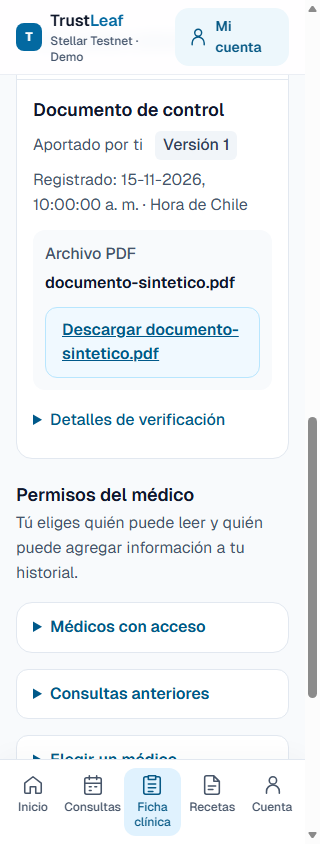 T
TrustLeaf
Stellar Testnet ·
Demo
Mi
cuenta
Documento de control
Aportado por ti
Versión 1
Registrado: 15-11-2026,
10:00:00 a. m. · Hora de Chile
Archivo PDF
documento-sintetico.pdf
Descargar documento-
sintetico.pdf
Detalles de verificación
Permisos del médico
Tú eliges quién puede leer y quién
puede agregar información a tu
historial.
Médicos con acceso
Consultas anteriores
Elegir un médico
Inicio
Consultas
Ficha
clínica
Recetas
Cuenta